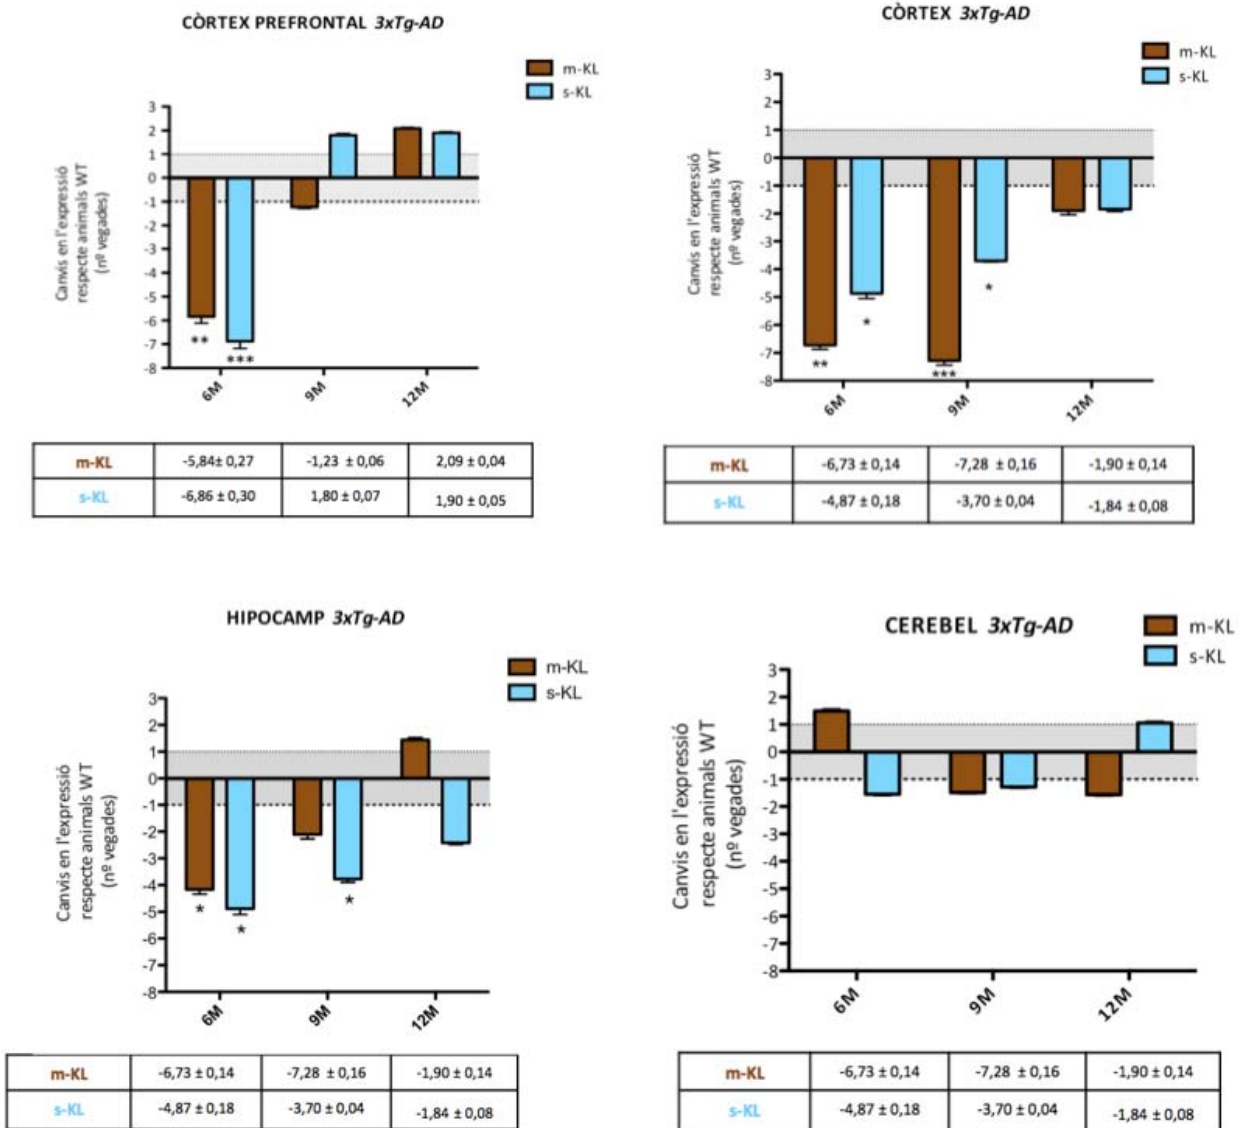 CÒRTEX PREFRONTAL 3xTg-AD
m-KL
s-KL
Canvis en l'expressió
respecte animals WT
(nº vegades)
3
2
1
0
-1
-2
-3
-4
-5
-6
-7
-8
**
***
6M
9M
12M
m-KL -5,84± 0,27 -1,23 ± 0,06 2,09 ± 0,04
s-KL -6,86 ± 0,30 1,80 ± 0,07 1,90 ± 0,05
CÒRTEX 3xTg-AD
m-KL
s-KL
Canvis en l'expressió
respecte animals WT
(nº vegades)
3
2
1
0
-1
-2
-3
-4
-5
-6
-7
-8
**
*
***
*
6M
9M
12M
m-KL -6,73 ± 0,14 -7,28 ± 0,16 -1,90 ± 0,14
s-KL -4,87 ± 0,18 -3,70 ± 0,04 -1,84 ± 0,08
HIPOCAMP 3xTg-AD
m-KL
s-KL
Canvis en l'expressió
respecte animals WT
(nº vegades)
3
2
1
0
-1
-2
-3
-4
-5
-6
-7
-8
*
*
*
6M
9M
12M
m-KL -6,73 ± 0,14 -7,28 ± 0,16 -1,90 ± 0,14
s-KL -4,87 ± 0,18 -3,70 ± 0,04 -1,84 ± 0,08
CEREBEL 3xTg-AD
m-KL
s-KL
Canvis en l'expressió
respecte animals WT
(nº vegades)
3
2
1
0
-1
-2
-3
-4
-5
-6
-7
-8
6M
9M
12M
m-KL -6,73 ± 0,14 -7,28 ± 0,16 -1,90 ± 0,14
s-KL -4,87 ± 0,18 -3,70 ± 0,04 -1,84 ± 0,08